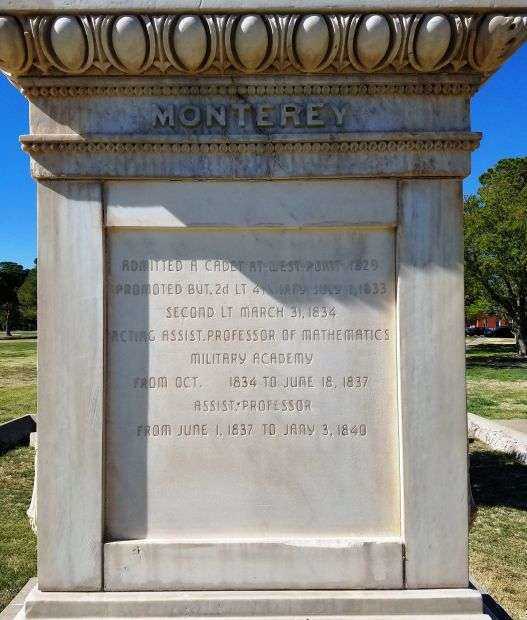 MONTEREY
ADMITTED A CADET AT WEST POINT 1829
PROMOTED BVT. 2d LT 4TH INFY JULY 1, 1833
SECOND LT MARCH 31, 1834
ACTING ASSIST. PROFESSOR OF MATHEMATICS
MILITARY ACADEMY
FROM OCT. 1834 TO JUNE 18, 1837
ASSIST. PROFESSOR
FROM JUNE 1, 1837 TO JANY 3, 1840